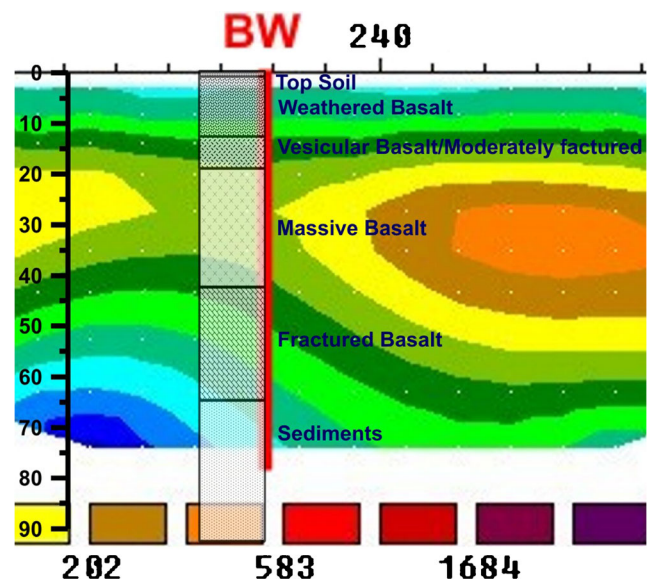 BW 240
0
Top Soil
Weathered Basalt
10
Vesicular Basalt/Moderately factured
20
30
Massive Basalt
40
50
Fractured Basalt
60
70
Sediments
80
90
202 583 1684